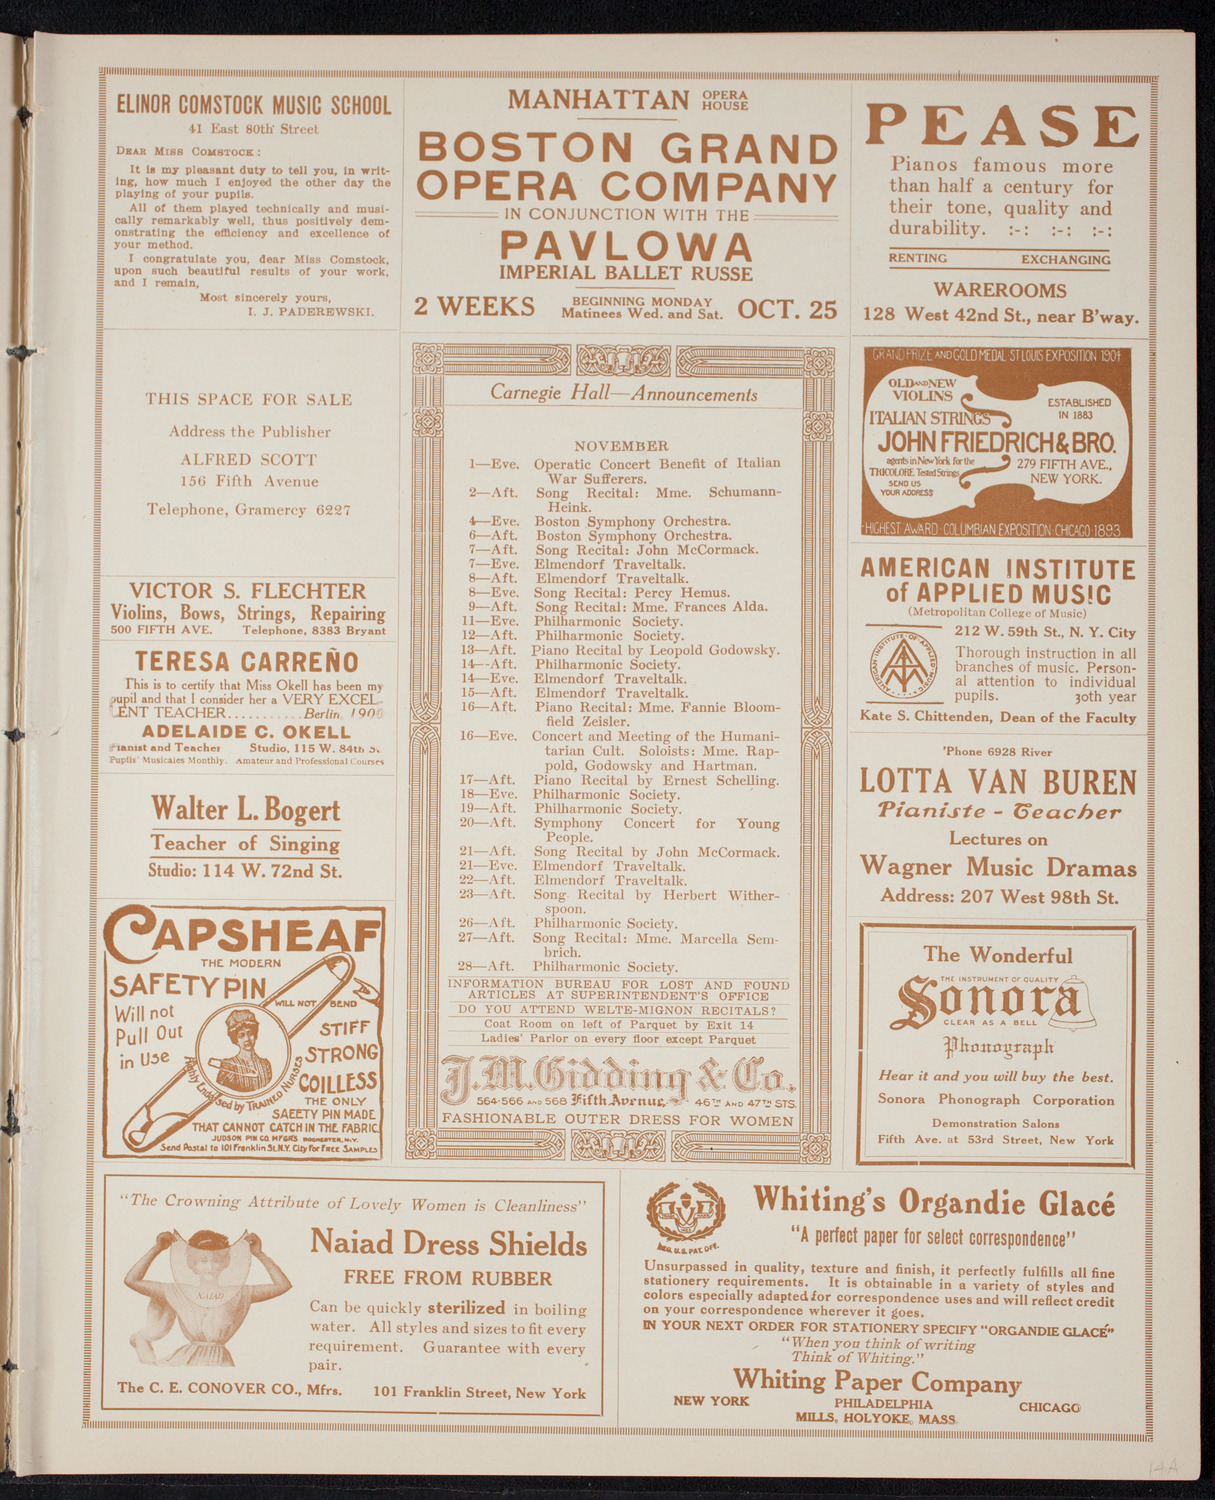 ELINOR COMSTOCK MUSIC SCHOOL
41 East 80th Street
DEAR MISS COMSTOCK:
It is my pleasant duty to tell you, in writ-
ing, how much I enjoyed the other day the
playing of your pupils.
All of them played technically and musi-
cally remarkably well, thus positively dem-
onstrating the efficiency and excellence of
your method.
I congratulate you, dear Miss Comstock,
upon such beautiful results of your work,
and I remain,
Most sincerely yours,
I. J. PADEREWSKI.
THIS SPACE FOR SALE
Address the Publisher
ALFRED SCOTT
156 Fifth Avenue
Telephone, Gramercy 6227
VICTOR S. FLECHTER
Violins, Bows, Strings, Repairing
500 FIFTH AVE. Telephone, 8383 Bryant
TERESA CARREÑO
This is to certify that Miss Okell has been my
pupil and that I consider her a VERY EXCEL-
LENT TEACHER...........Berlin, 190
ADELAIDE C. OKELL
Pianist and Teacher Studio, 115 W. 84th St.
Pupils' Musicales Monthly. Amateur and Professional Courses
Walter L. Bogert
Teacher of Singing
Studio: 114 W. 72nd St.
CAPSHEAF
THE MODERN
SAFETY PIN
WILL NOT BEND
Will not
Pull Out
in Use
STIFF
STRONG
COILLESS
Highly Endorsed by TRAINED NURSES
THE ONLY
SAFETY PIN MADE
THAT CANNOT CATCH IN THE FABRIC
JUDSON PIN CO. MFGRS ROCHESTER, N.Y.
Send Postal to 101 Franklin St. N.Y. City For FREE SAMPLES
MANHATTAN OPERA HOUSE
BOSTON GRAND
OPERA COMPANY
IN CONJUNCTION WITH THE
PAVLOWA
IMPERIAL BALLET RUSSE
2 WEEKS BEGINNING MONDAY OCT. 25
Matinees Wed. and Sat.
Carnegie Hall—Announcements
NOVEMBER
1—Eve. Operatic Concert Benefit of Italian
War Sufferers.
2—Aft. Song Recital: Mme. Schumann-
Heink.
4—Eve. Boston Symphony Orchestra.
6—Aft. Boston Symphony Orchestra.
7—Aft. Song Recital: John McCormack.
7—Eve. Elmendorf Traveltalk.
8—Aft. Elmendorf Traveltalk.
8—Eve. Song Recital: Percy Hemus.
9—Aft. Song Recital: Mme. Frances Alda.
11—Eve. Philharmonic Society.
12—Aft. Philharmonic Society.
13—Aft. Piano Recital by Leopold Godowsky.
14—Aft. Philharmonic Society.
14—Eve. Elmendorf Traveltalk.
15—Aft. Elmendorf Traveltalk.
16—Aft. Piano Recital: Mme. Fannie Bloom-
field Zeisler.
16—Eve. Concert and Meeting of the Humani-
tarian Cult. Soloists: Mme. Rap-
pold, Godowsky and Hartman.
17—Aft. Piano Recital by Ernest Schelling.
18—Eve. Philharmonic Society.
19—Aft. Philharmonic Society.
20—Aft. Symphony Concert for Young
People.
21—Aft. Song Recital by John McCormack.
21—Eve. Elmendorf Traveltalk.
22—Aft. Elmendorf Traveltalk.
23—Aft. Song Recital by Herbert Wither-
spoon.
26—Aft. Philharmonic Society.
27—Aft. Song Recital: Mme. Marcella Sem-
brich.
28—Aft. Philharmonic Society.
INFORMATION BUREAU FOR LOST AND FOUND
ARTICLES AT SUPERINTENDENT'S OFFICE
DO YOU ATTEND WELTE-MIGNON RECITALS?
Coat Room on left of Parquet by Exit 14
Ladies' Parlor on every floor except Parquet
J. M. Gidding & Co.
564-566 AND 568 Fifth Avenue, 46TH AND 47TH STS.
FASHIONABLE OUTER DRESS FOR WOMEN
PEASE
Pianos famous more
than half a century for
their tone, quality and
durability. :-: :-: :-:
RENTING EXCHANGING
WAREROOMS
128 West 42nd St., near B'way.
GRAND PRIZE AND GOLD MEDAL ST LOUIS EXPOSITION 1904
OLD AND NEW
VIOLINS
ESTABLISHED
IN 1883
ITALIAN STRINGS
JOHN FRIEDRICH & BRO.
agents in New York for the
TRICOLORE Tested Strings
279 FIFTH AVE.,
NEW YORK.
SEND US
YOUR ADDRESS
HIGHEST AWARD · COLUMBIAN EXPOSITION · CHICAGO 1893
AMERICAN INSTITUTE
of APPLIED MUSIC
(Metropolitan College of Music)
AMERICAN INSTITUTE OF APPLIED MUSIC
212 W. 59th St., N. Y. City
Thorough instruction in all
branches of music. Person-
al attention to individual
pupils. 30th year
Kate S. Chittenden, Dean of the Faculty
'Phone 6928 River
LOTTA VAN BUREN
Pianiste - Teacher
Lectures on
Wagner Music Dramas
Address: 207 West 98th St.
The Wonderful
THE INSTRUMENT OF QUALITY
Sonora
CLEAR AS A BELL
Phonograph
Hear it and you will buy the best.
Sonora Phonograph Corporation
Demonstration Salons
Fifth Ave. at 53rd Street, New York
"The Crowning Attribute of Lovely Women is Cleanliness"
NAIAD
Naiad Dress Shields
FREE FROM RUBBER
Can be quickly sterilized in boiling
water. All styles and sizes to fit every
requirement. Guarantee with every
pair.
The C. E. CONOVER CO., Mfrs. 101 Franklin Street, New York
REG. U.S. PAT. OFF.
Whiting's Organdie Glacé
"A perfect paper for select correspondence"
Unsurpassed in quality, texture and finish, it perfectly fulfills all fine
stationery requirements. It is obtainable in a variety of styles and
colors especially adapted for correspondence uses and will reflect credit
on your correspondence wherever it goes.
IN YOUR NEXT ORDER FOR STATIONERY SPECIFY "ORGANDIE GLACÉ"
"When you think of writing
Think of Whiting."
Whiting Paper Company
NEW YORK PHILADELPHIA CHICAGO
MILLS, HOLYOKE, MASS.
14A